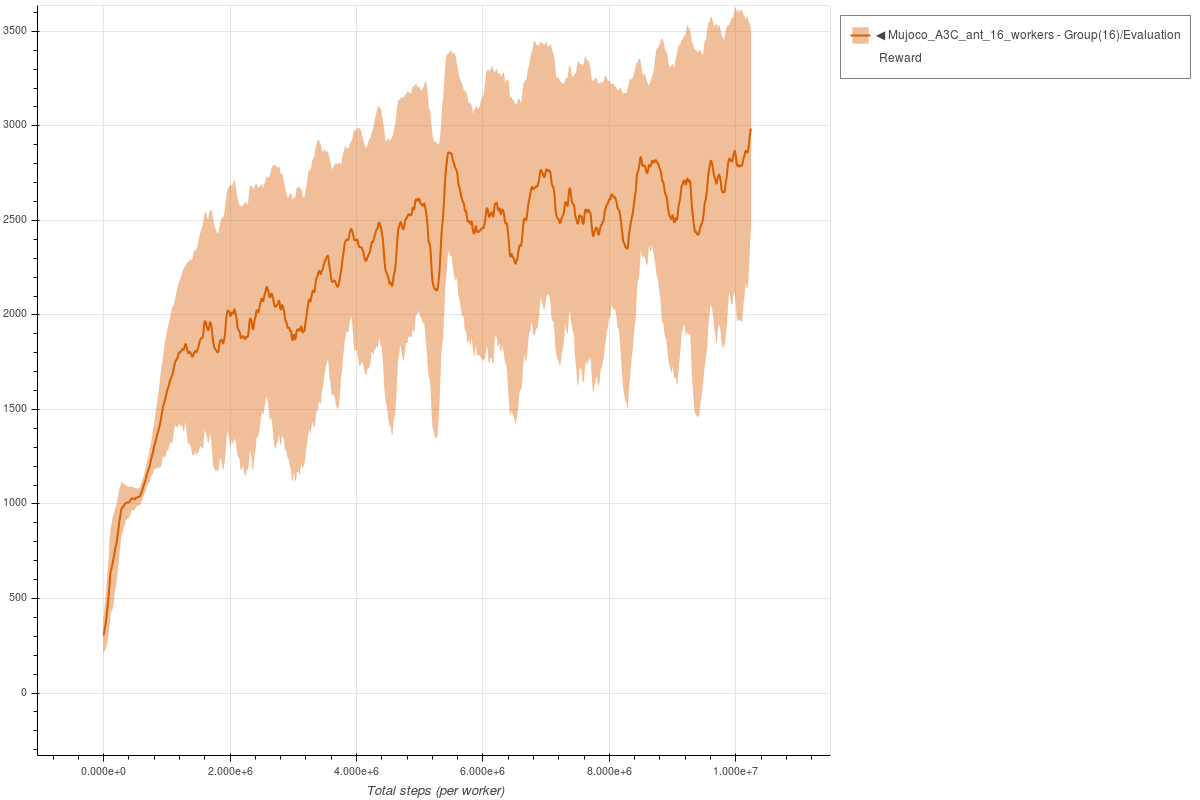 3500
3000
2500
2000
1500
1000
500
0
0.000e+0 2.000e+6 4.000e+6 6.000e+6 8.000e+6 1.000e+7
Total steps (per worker)
◀ Mujoco_A3C_ant_16_workers - Group(16)/Evaluation
Reward